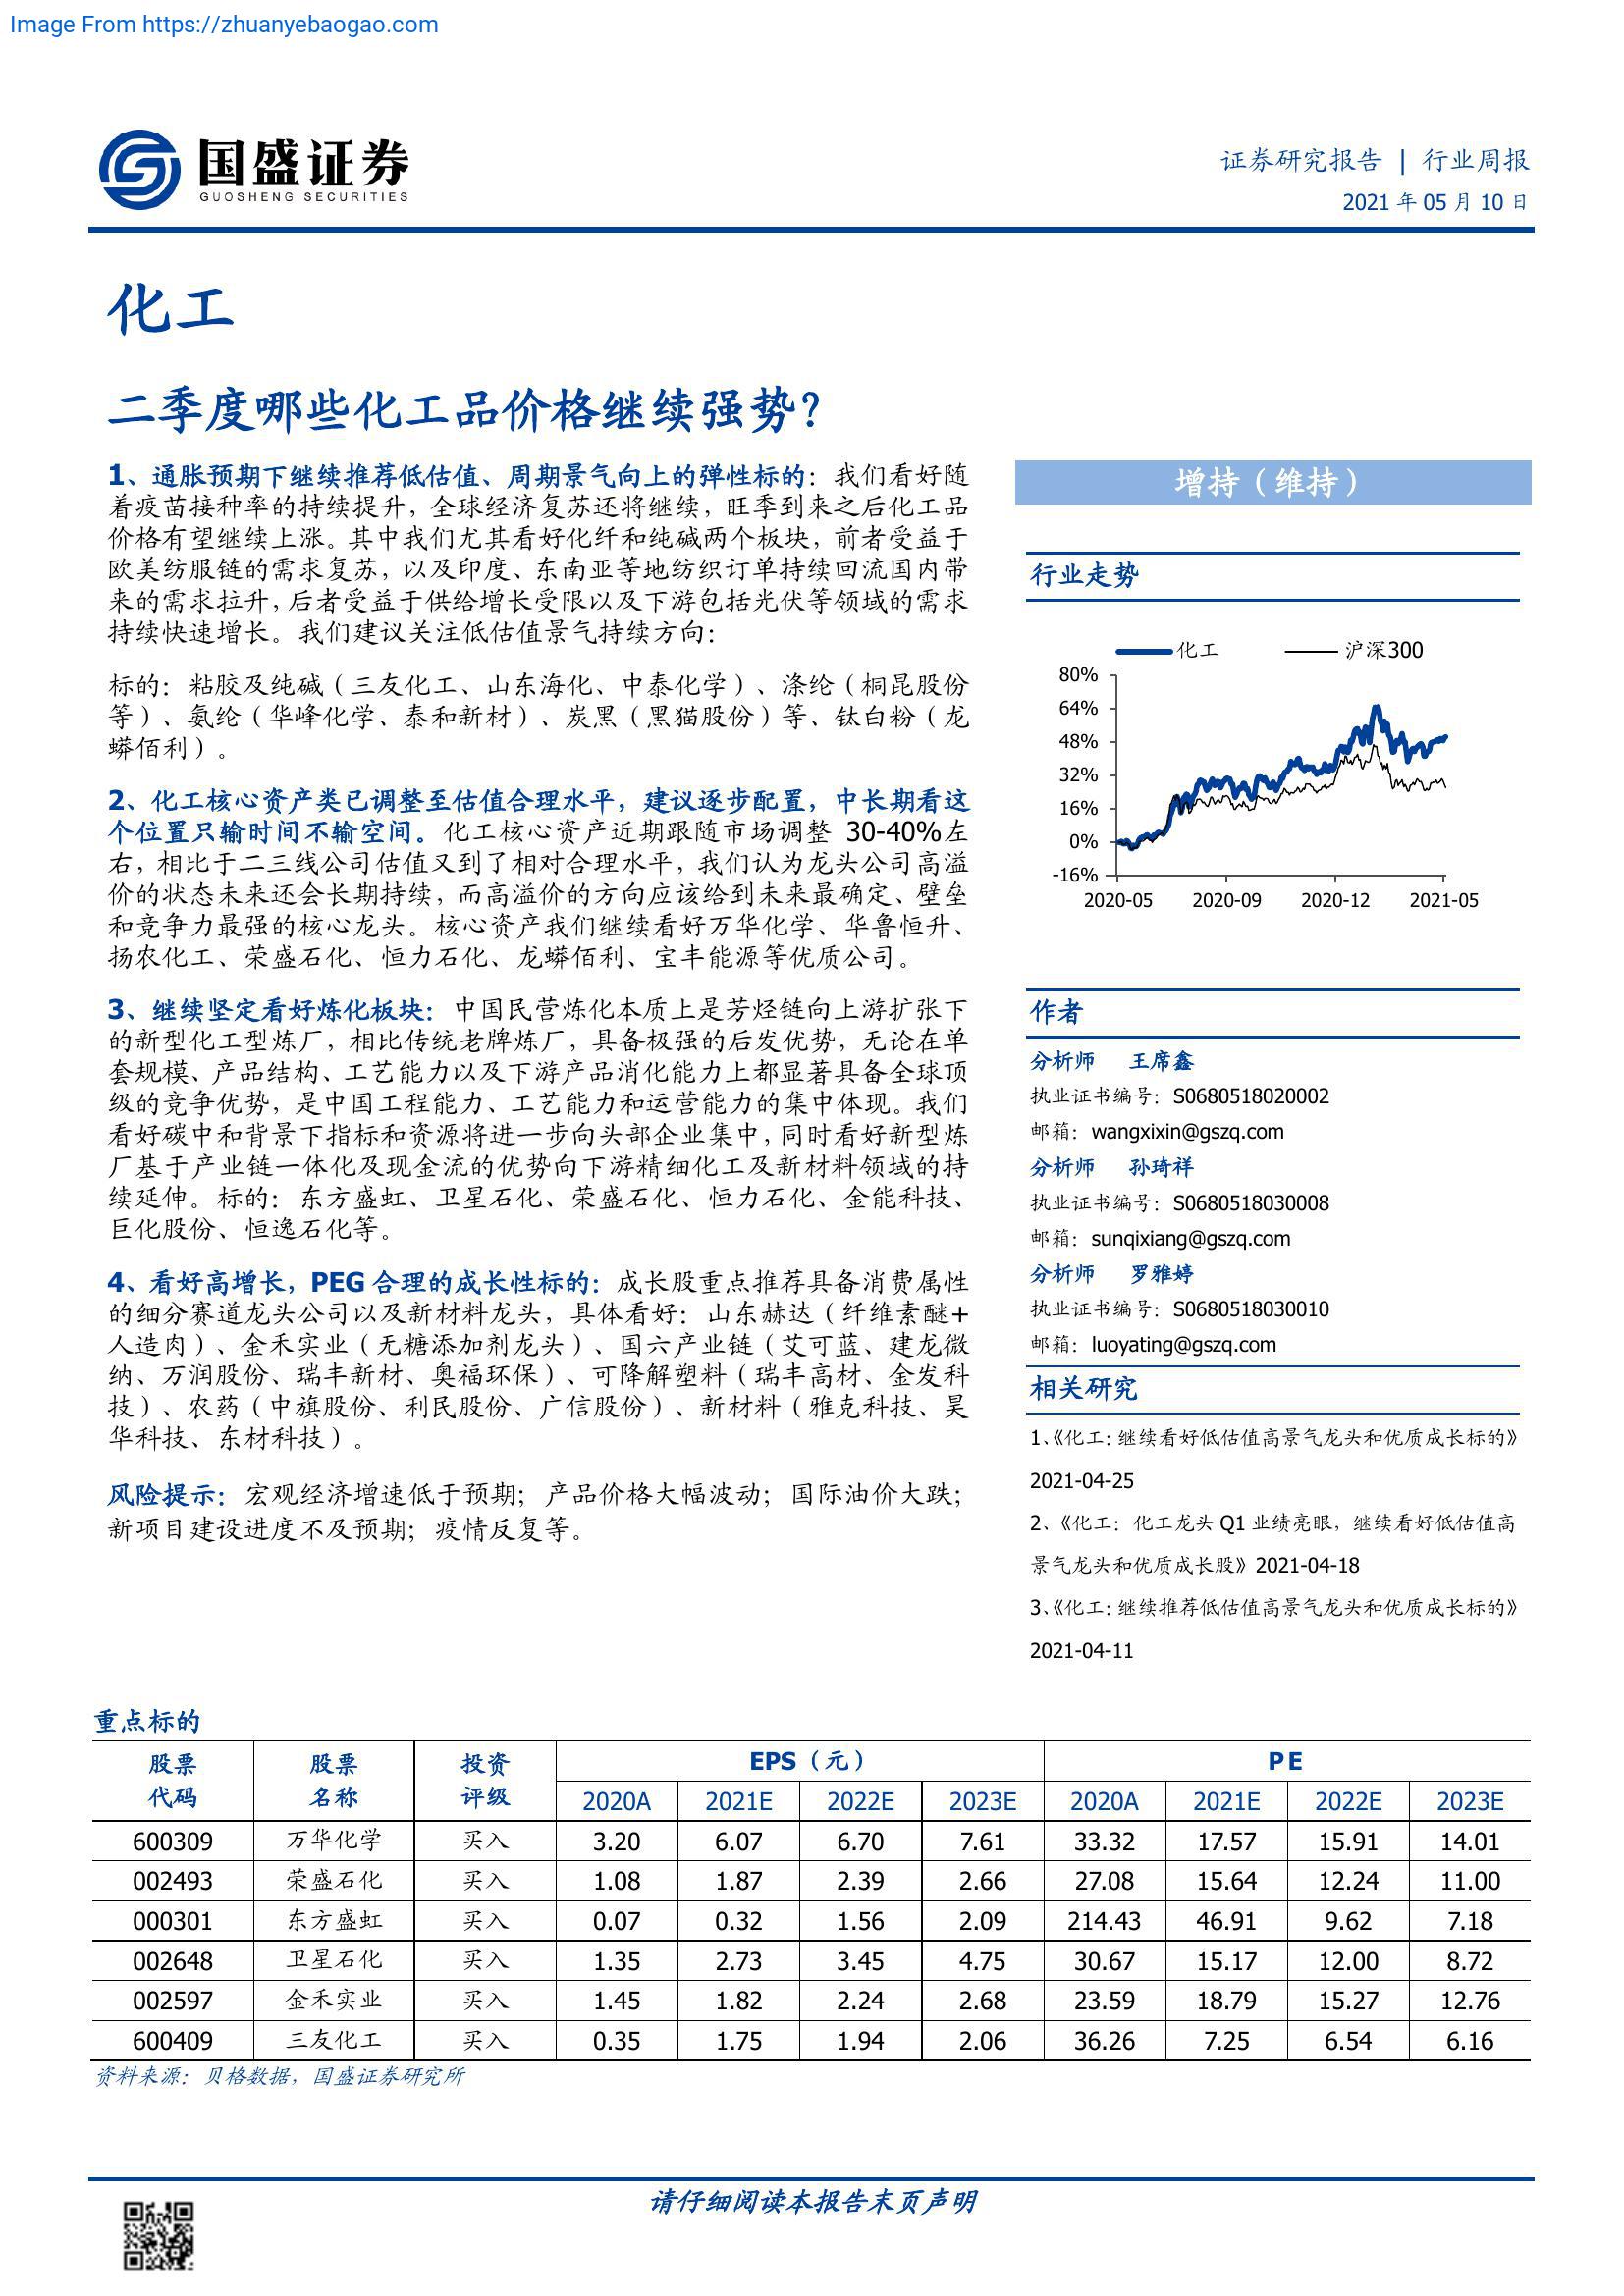 Image From https://zhuanyebaogao.com
国盛证券
GUOSHENG SECURITIES
证券研究报告 | 行业周报
2021 年 05 月 10 日
化工
二季度哪些化工品价格继续强势？
1、通胀预期下继续推荐低估值、周期景气向上的弹性标的：我们看好随
着疫苗接种率的持续提升，全球经济复苏还将继续，旺季到来之后化工品
价格有望继续上涨。其中我们尤其看好化纤和纯碱两个板块，前者受益于
欧美纺服链的需求复苏，以及印度、东南亚等地纺织订单持续回流国内带
来的需求拉升，后者受益于供给增长受限以及下游包括光伏等领域的需求
持续快速增长。我们建议关注低估值景气持续方向：
标的：粘胶及纯碱（三友化工、山东海化、中泰化学）、涤纶（桐昆股份
等）、氨纶（华峰化学、泰和新材）、炭黑（黑猫股份）等、钛白粉（龙
蟒佰利）。
2、化工核心资产类已调整至估值合理水平，建议逐步配置，中长期看这
个位置只输时间不输空间。化工核心资产近期跟随市场调整 30-40%左
右，相比于二三线公司估值又到了相对合理水平，我们认为龙头公司高溢
价的状态未来还会长期持续，而高溢价的方向应该给到未来最确定、壁垒
和竞争力最强的核心龙头。核心资产我们继续看好万华化学、华鲁恒升、
扬农化工、荣盛石化、恒力石化、龙蟒佰利、宝丰能源等优质公司。
3、继续坚定看好炼化板块：中国民营炼化本质上是芳烃链向上游扩张下
的新型化工型炼厂，相比传统老牌炼厂，具备极强的后发优势，无论在单
套规模、产品结构、工艺能力以及下游产品消化能力上都显著具备全球顶
级的竞争优势，是中国工程能力、工艺能力和运营能力的集中体现。我们
看好碳中和背景下指标和资源将进一步向头部企业集中，同时看好新型炼
厂基于产业链一体化及现金流的优势向下游精细化工及新材料领域的持
续延伸。标的：东方盛虹、卫星石化、荣盛石化、恒力石化、金能科技、
巨化股份、恒逸石化等。
4、看好高增长，PEG 合理的成长性标的：成长股重点推荐具备消费属性
的细分赛道龙头公司以及新材料龙头，具体看好：山东赫达（纤维素醚+
人造肉）、金禾实业（无糖添加剂龙头）、国六产业链（艾可蓝、建龙微
纳、万润股份、瑞丰新材、奥福环保）、可降解塑料（瑞丰高材、金发科
技）、农药（中旗股份、利民股份、广信股份）、新材料（雅克科技、昊
华科技、东材科技）。
风险提示：宏观经济增速低于预期；产品价格大幅波动；国际油价大跌；
新项目建设进度不及预期；疫情反复等。
增持（维持）
行业走势
化工 沪深300
80%
64%
48%
32%
16%
0%
-16%
2020-05 2020-09 2020-12 2021-05
作者
分析师 王席鑫
执业证书编号：S0680518020002
邮箱：wangxixin@gszq.com
分析师 孙琦祥
执业证书编号：S0680518030008
邮箱：sunqixiang@gszq.com
分析师 罗雅婷
执业证书编号：S0680518030010
邮箱：luoyating@gszq.com
相关研究
1、《化工：继续看好低估值高景气龙头和优质成长标的》
2021-04-25
2、《化工：化工龙头 Q1 业绩亮眼，继续看好低估值高
景气龙头和优质成长股》2021-04-18
3、《化工：继续推荐低估值高景气龙头和优质成长标的》
2021-04-11
重点标的
股票 股票 投资 EPS（元） PE
代码 名称 评级 2020A 2021E 2022E 2023E 2020A 2021E 2022E 2023E
600309 万华化学 买入 3.20 6.07 6.70 7.61 33.32 17.57 15.91 14.01
002493 荣盛石化 买入 1.08 1.87 2.39 2.66 27.08 15.64 12.24 11.00
000301 东方盛虹 买入 0.07 0.32 1.56 2.09 214.43 46.91 9.62 7.18
002648 卫星石化 买入 1.35 2.73 3.45 4.75 30.67 15.17 12.00 8.72
002597 金禾实业 买入 1.45 1.82 2.24 2.68 23.59 18.79 15.27 12.76
600409 三友化工 买入 0.35 1.75 1.94 2.06 36.26 7.25 6.54 6.16
资料来源：贝格数据，国盛证券研究所
请仔细阅读本报告末页声明